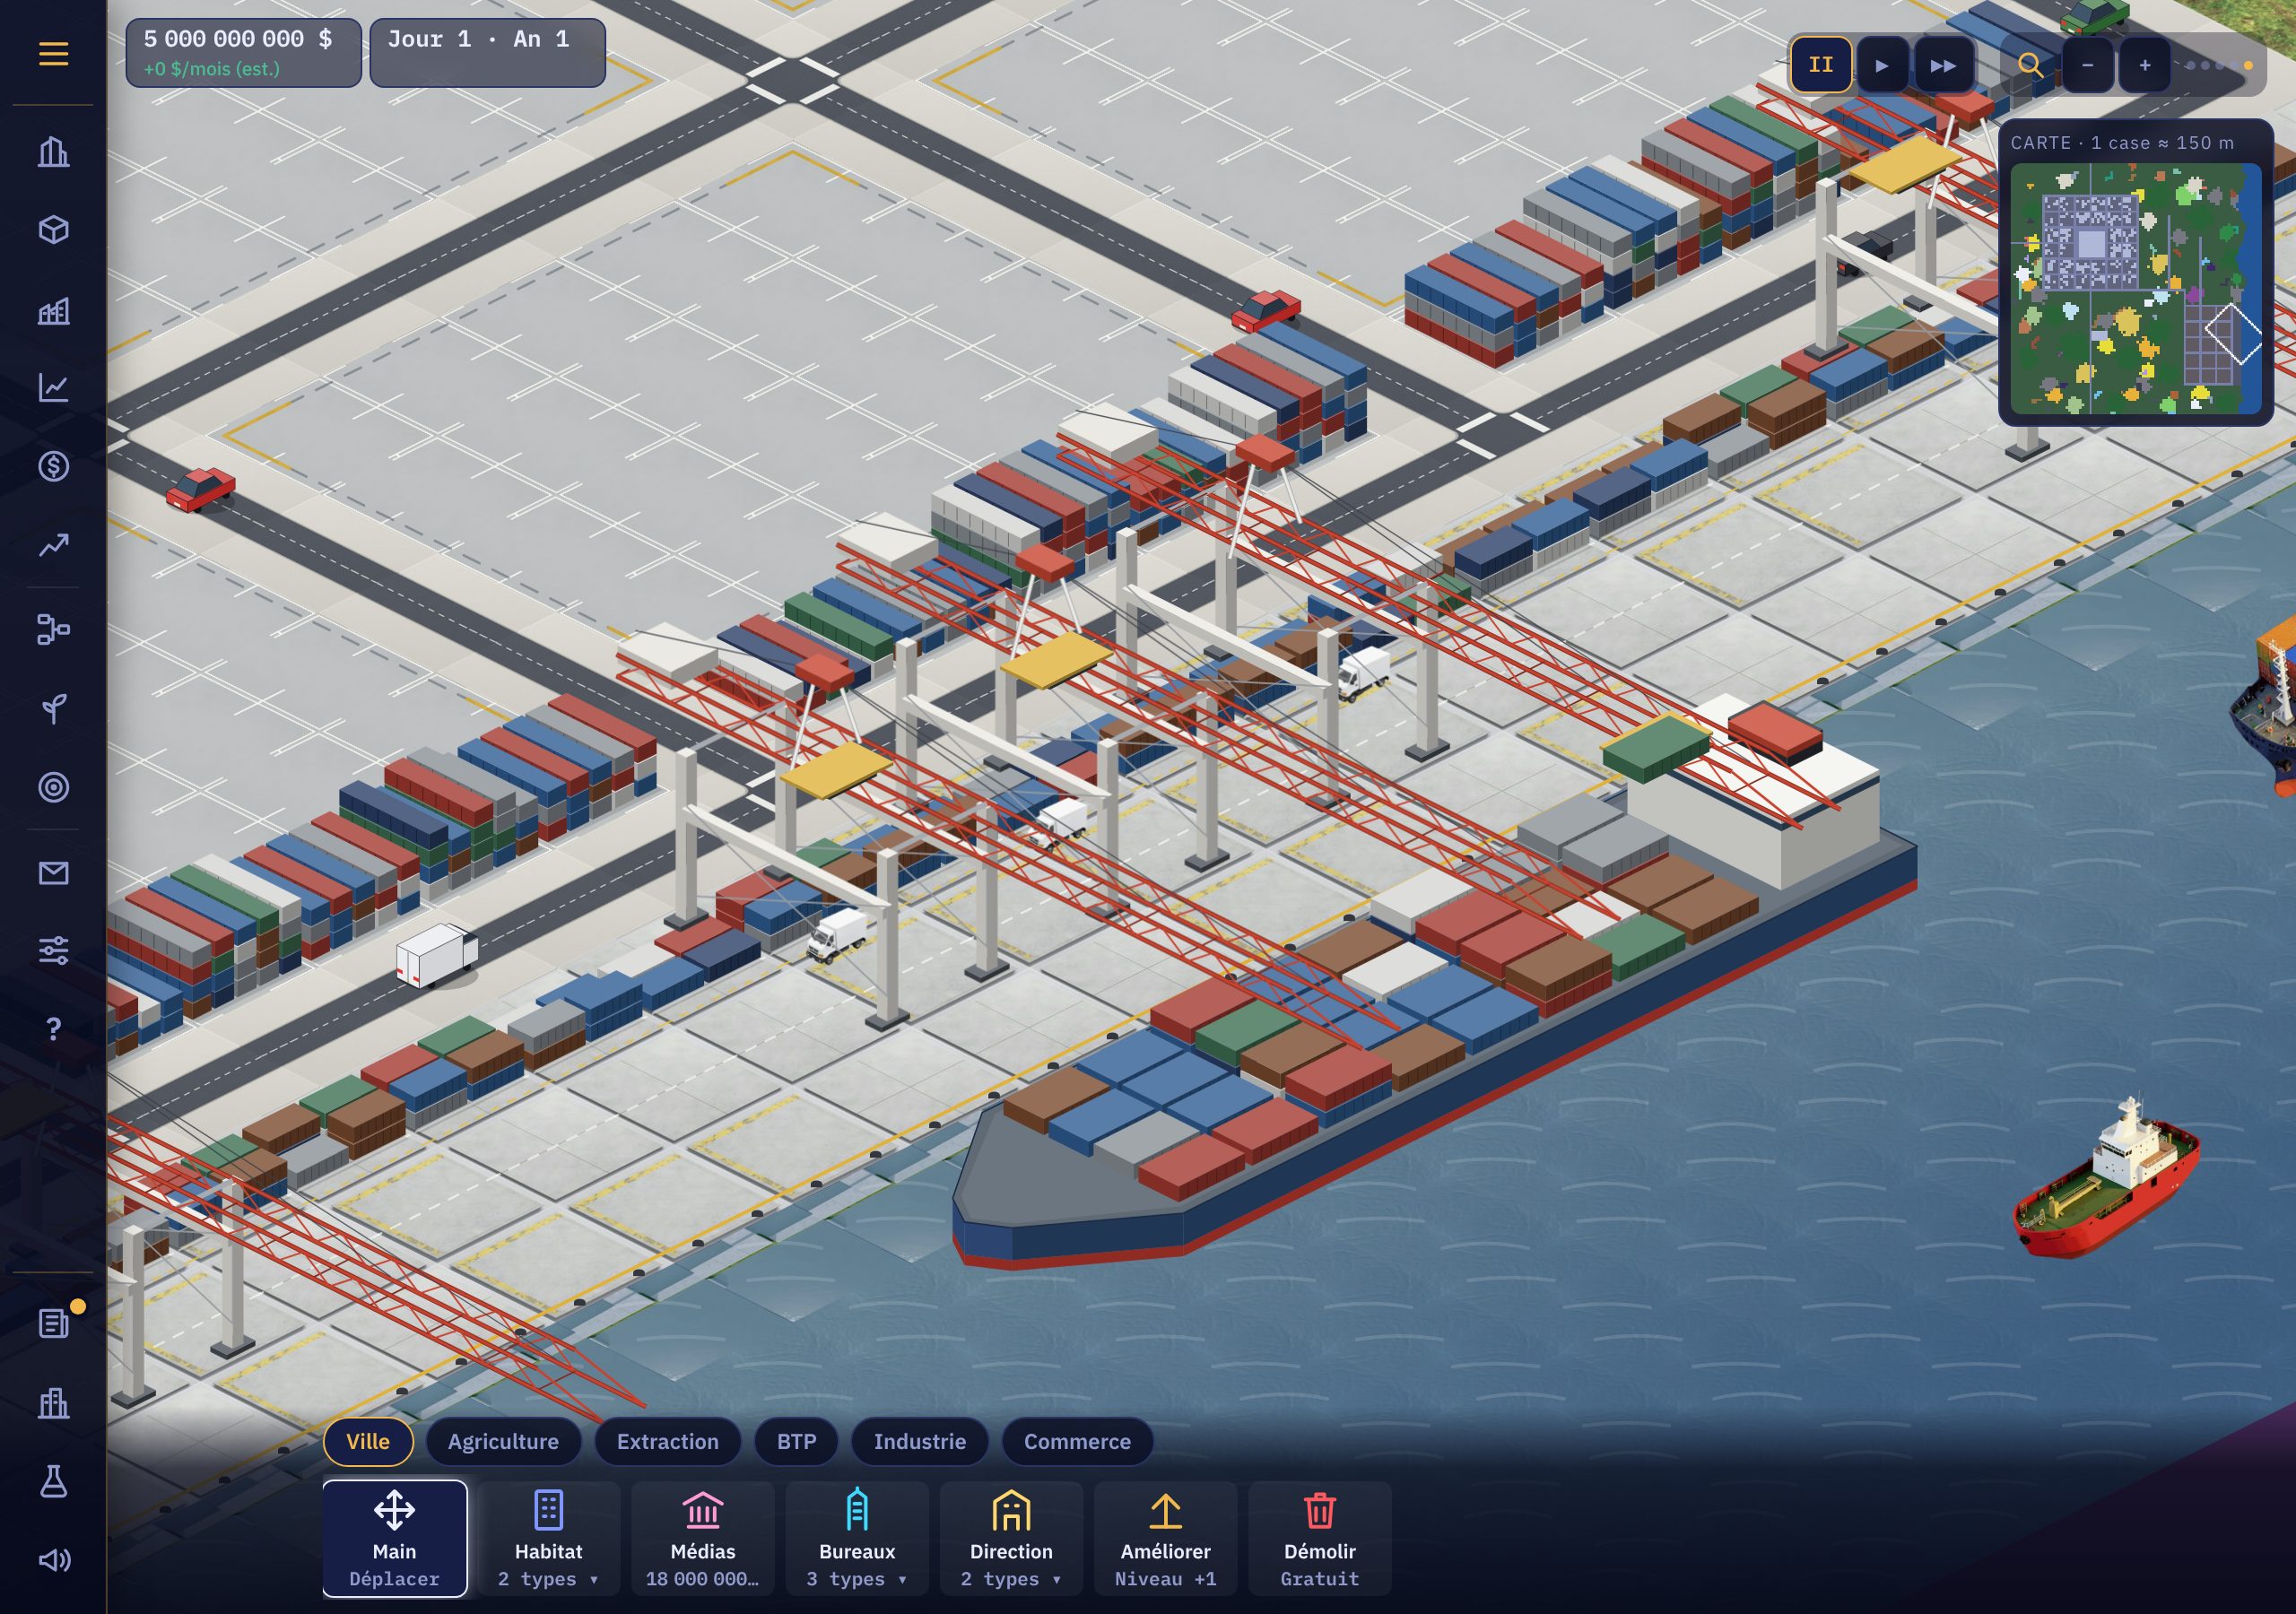 5 000 000 000 $
+0 $/mois (est.)
Jour 1 · An 1
CARTE · 1 case ≈ 150 m
Ville
Agriculture
Extraction
BTP
Industrie
Commerce
Main
Déplacer
Habitat
2 types ▾
Médias
18 000 000…
Bureaux
3 types ▾
Direction
2 types ▾
Améliorer
Niveau +1
Démolir
Gratuit